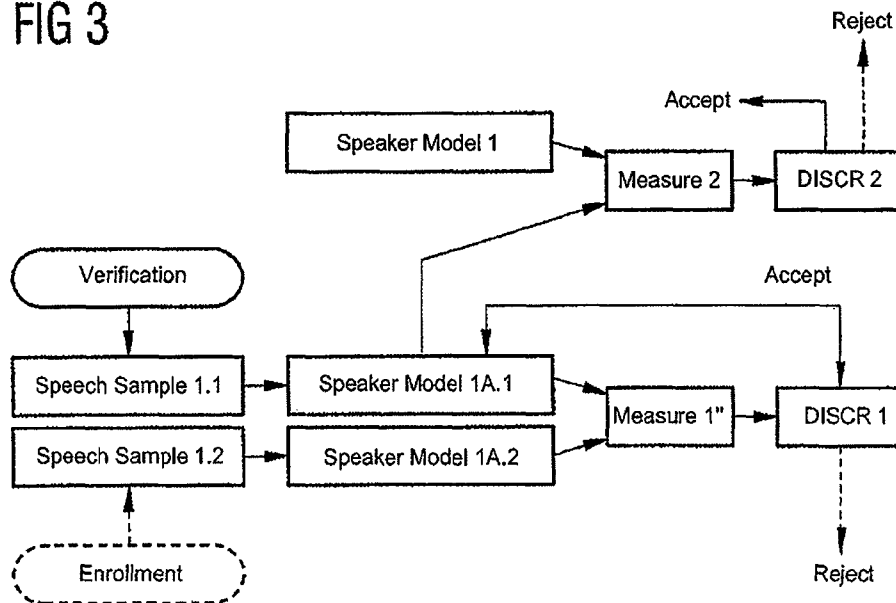 FIG 3
Reject
Accept
Speaker Model 1
Measure 2
DISCR 2
Verification
Accept
Speech Sample 1.1
Speaker Model 1A.1
Measure 1"
DISCR 1
Speech Sample 1.2
Speaker Model 1A.2
Enrollment
Reject